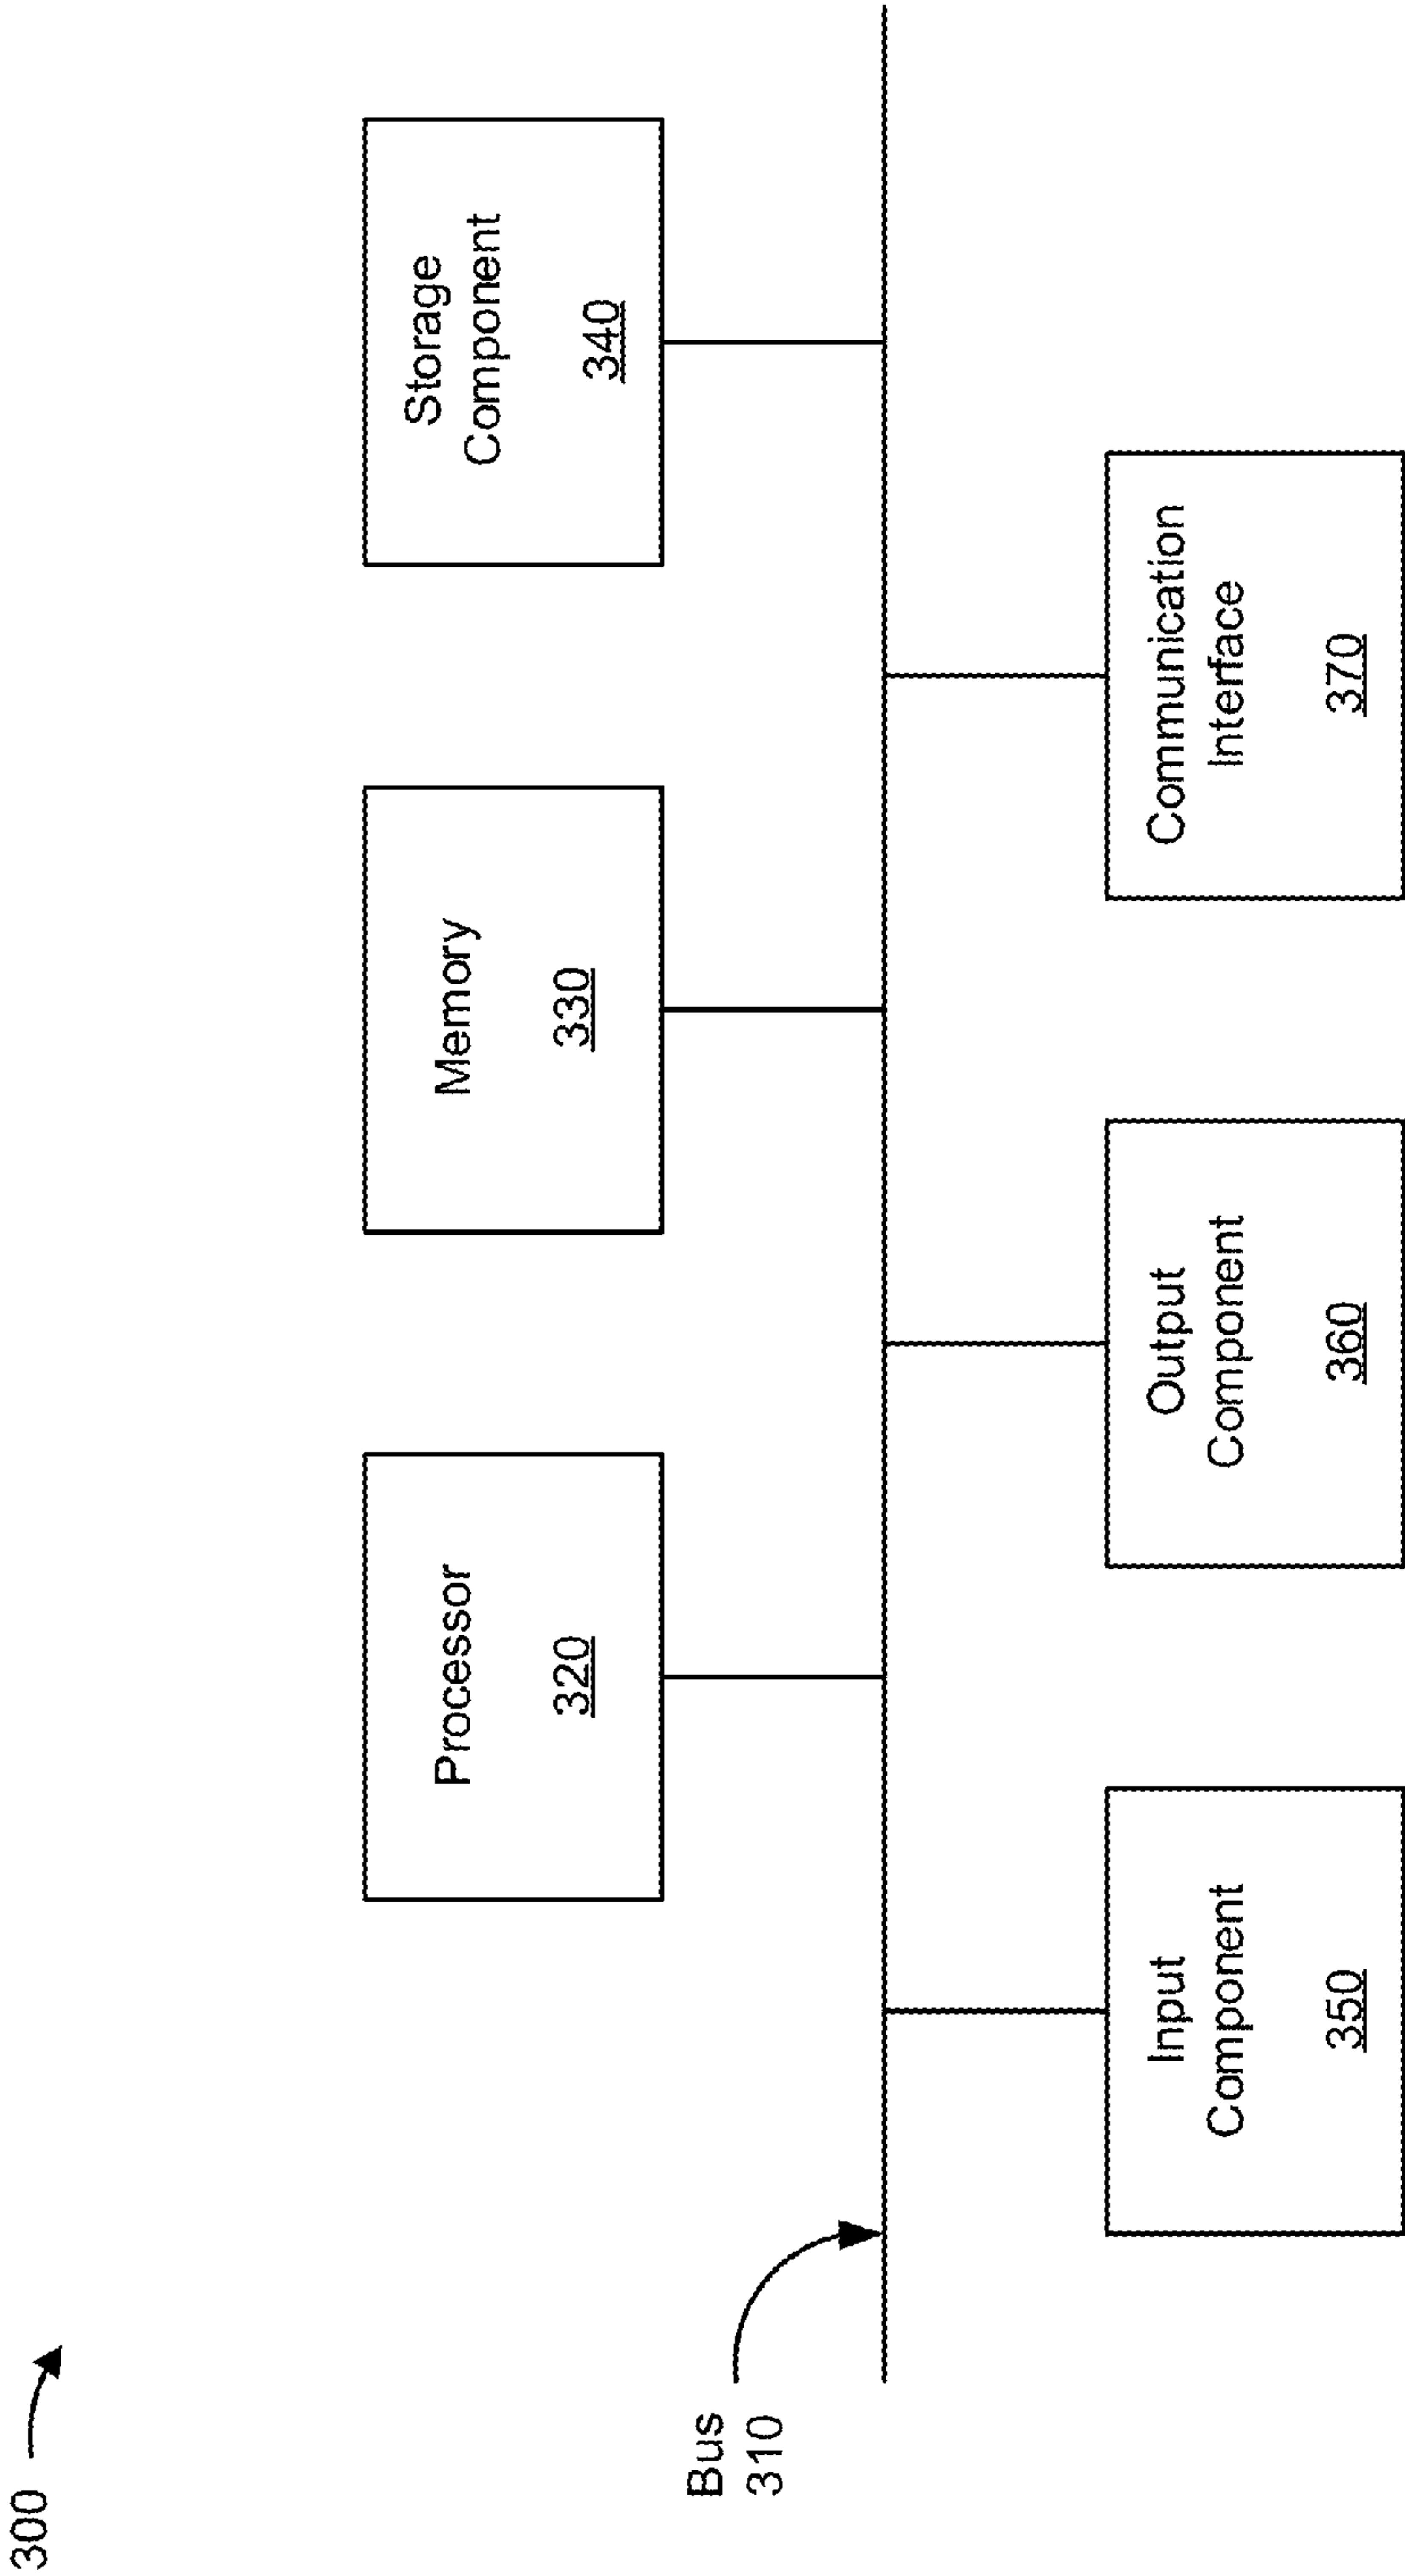 300
Processor
320
Memory
330
Storage
Component
340
Bus
310
Input
Component
350
Output
Component
360
Communication
Interface
370